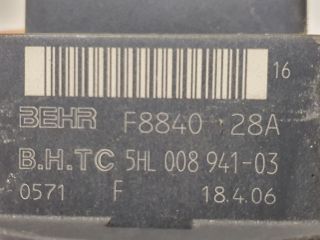 16
BEHR F8840 28A
B.H.TC 5HL 008 941-03
0571 F 18.4.06